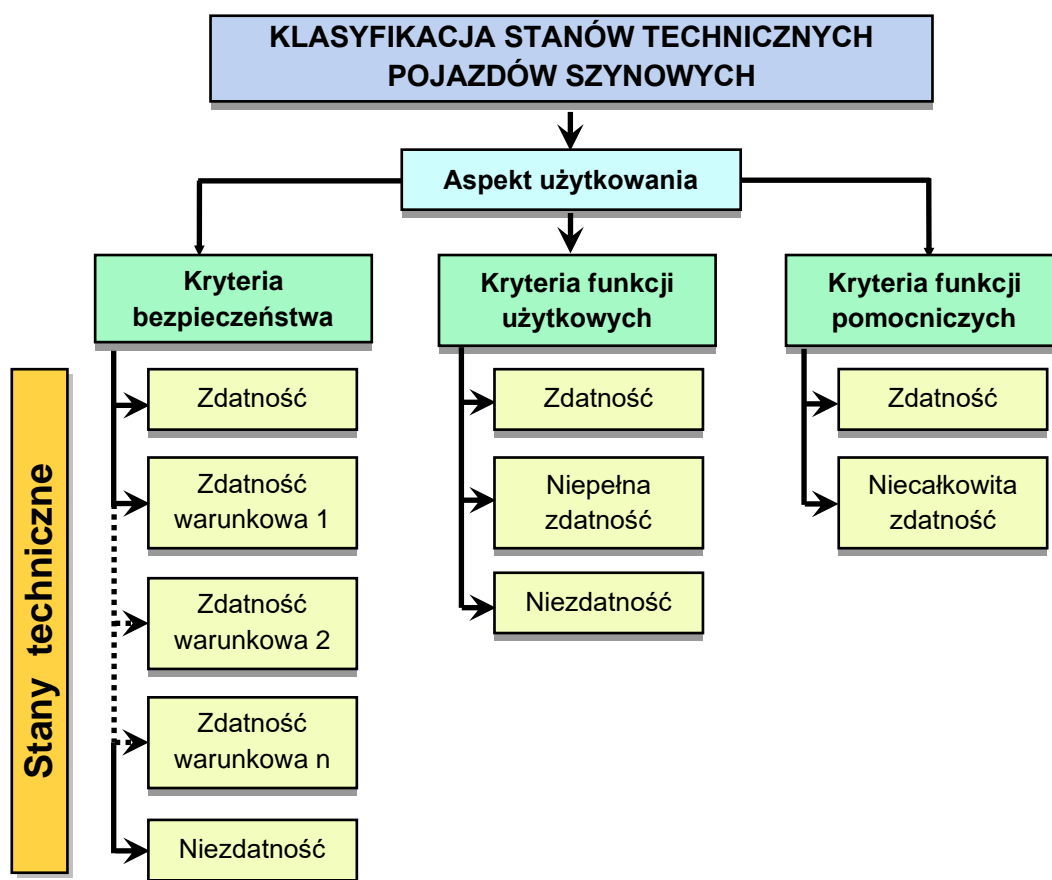 KLASYFIKACJA STANÓW TECHNICZNYCH
POJAZDÓW SZYNOWYCH
Aspekt użytkowania
Kryteria
bezpieczeństwa
Kryteria funkcji
użytkowych
Kryteria funkcji
pomocniczych
Stany techniczne
Zdatność
Zdatność
warunkowa 1
Zdatność
warunkowa 2
Zdatność
warunkowa n
Niezdatność
Zdatność
Niepełna
zdatność
Niezdatność
Zdatność
Niecałkowita
zdatność